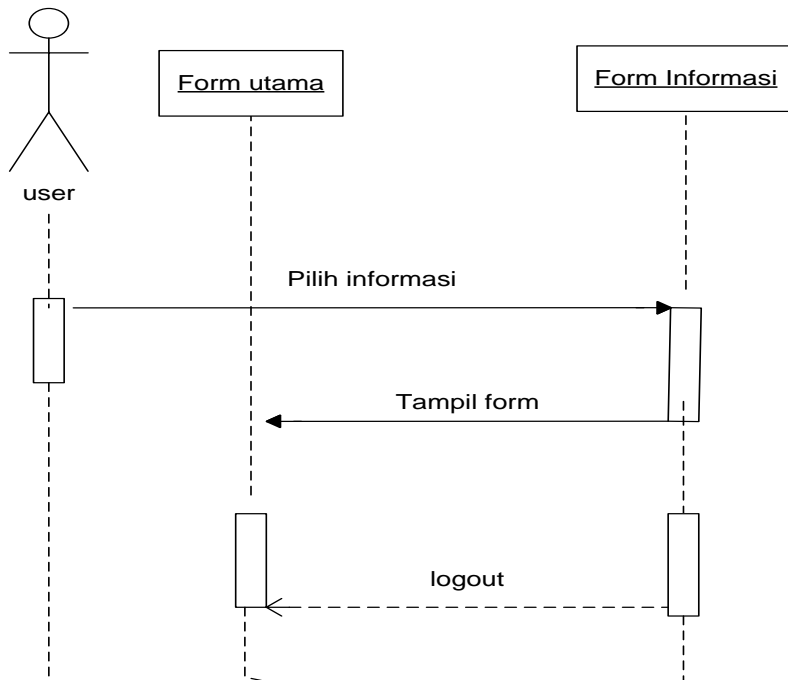 Form utama
Form Informasi
user
Pilih informasi
Tampil form
logout